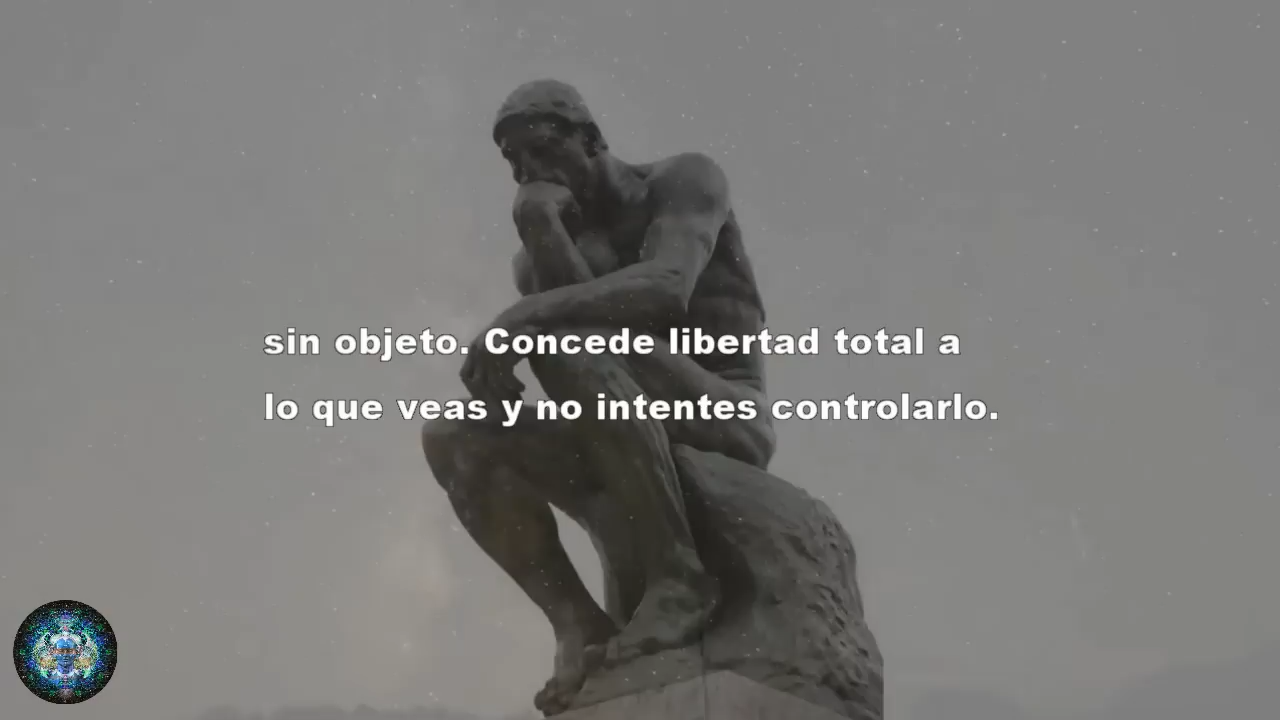 sin objeto. Concede libertad total a
lo que veas y no intentes controlarlo.